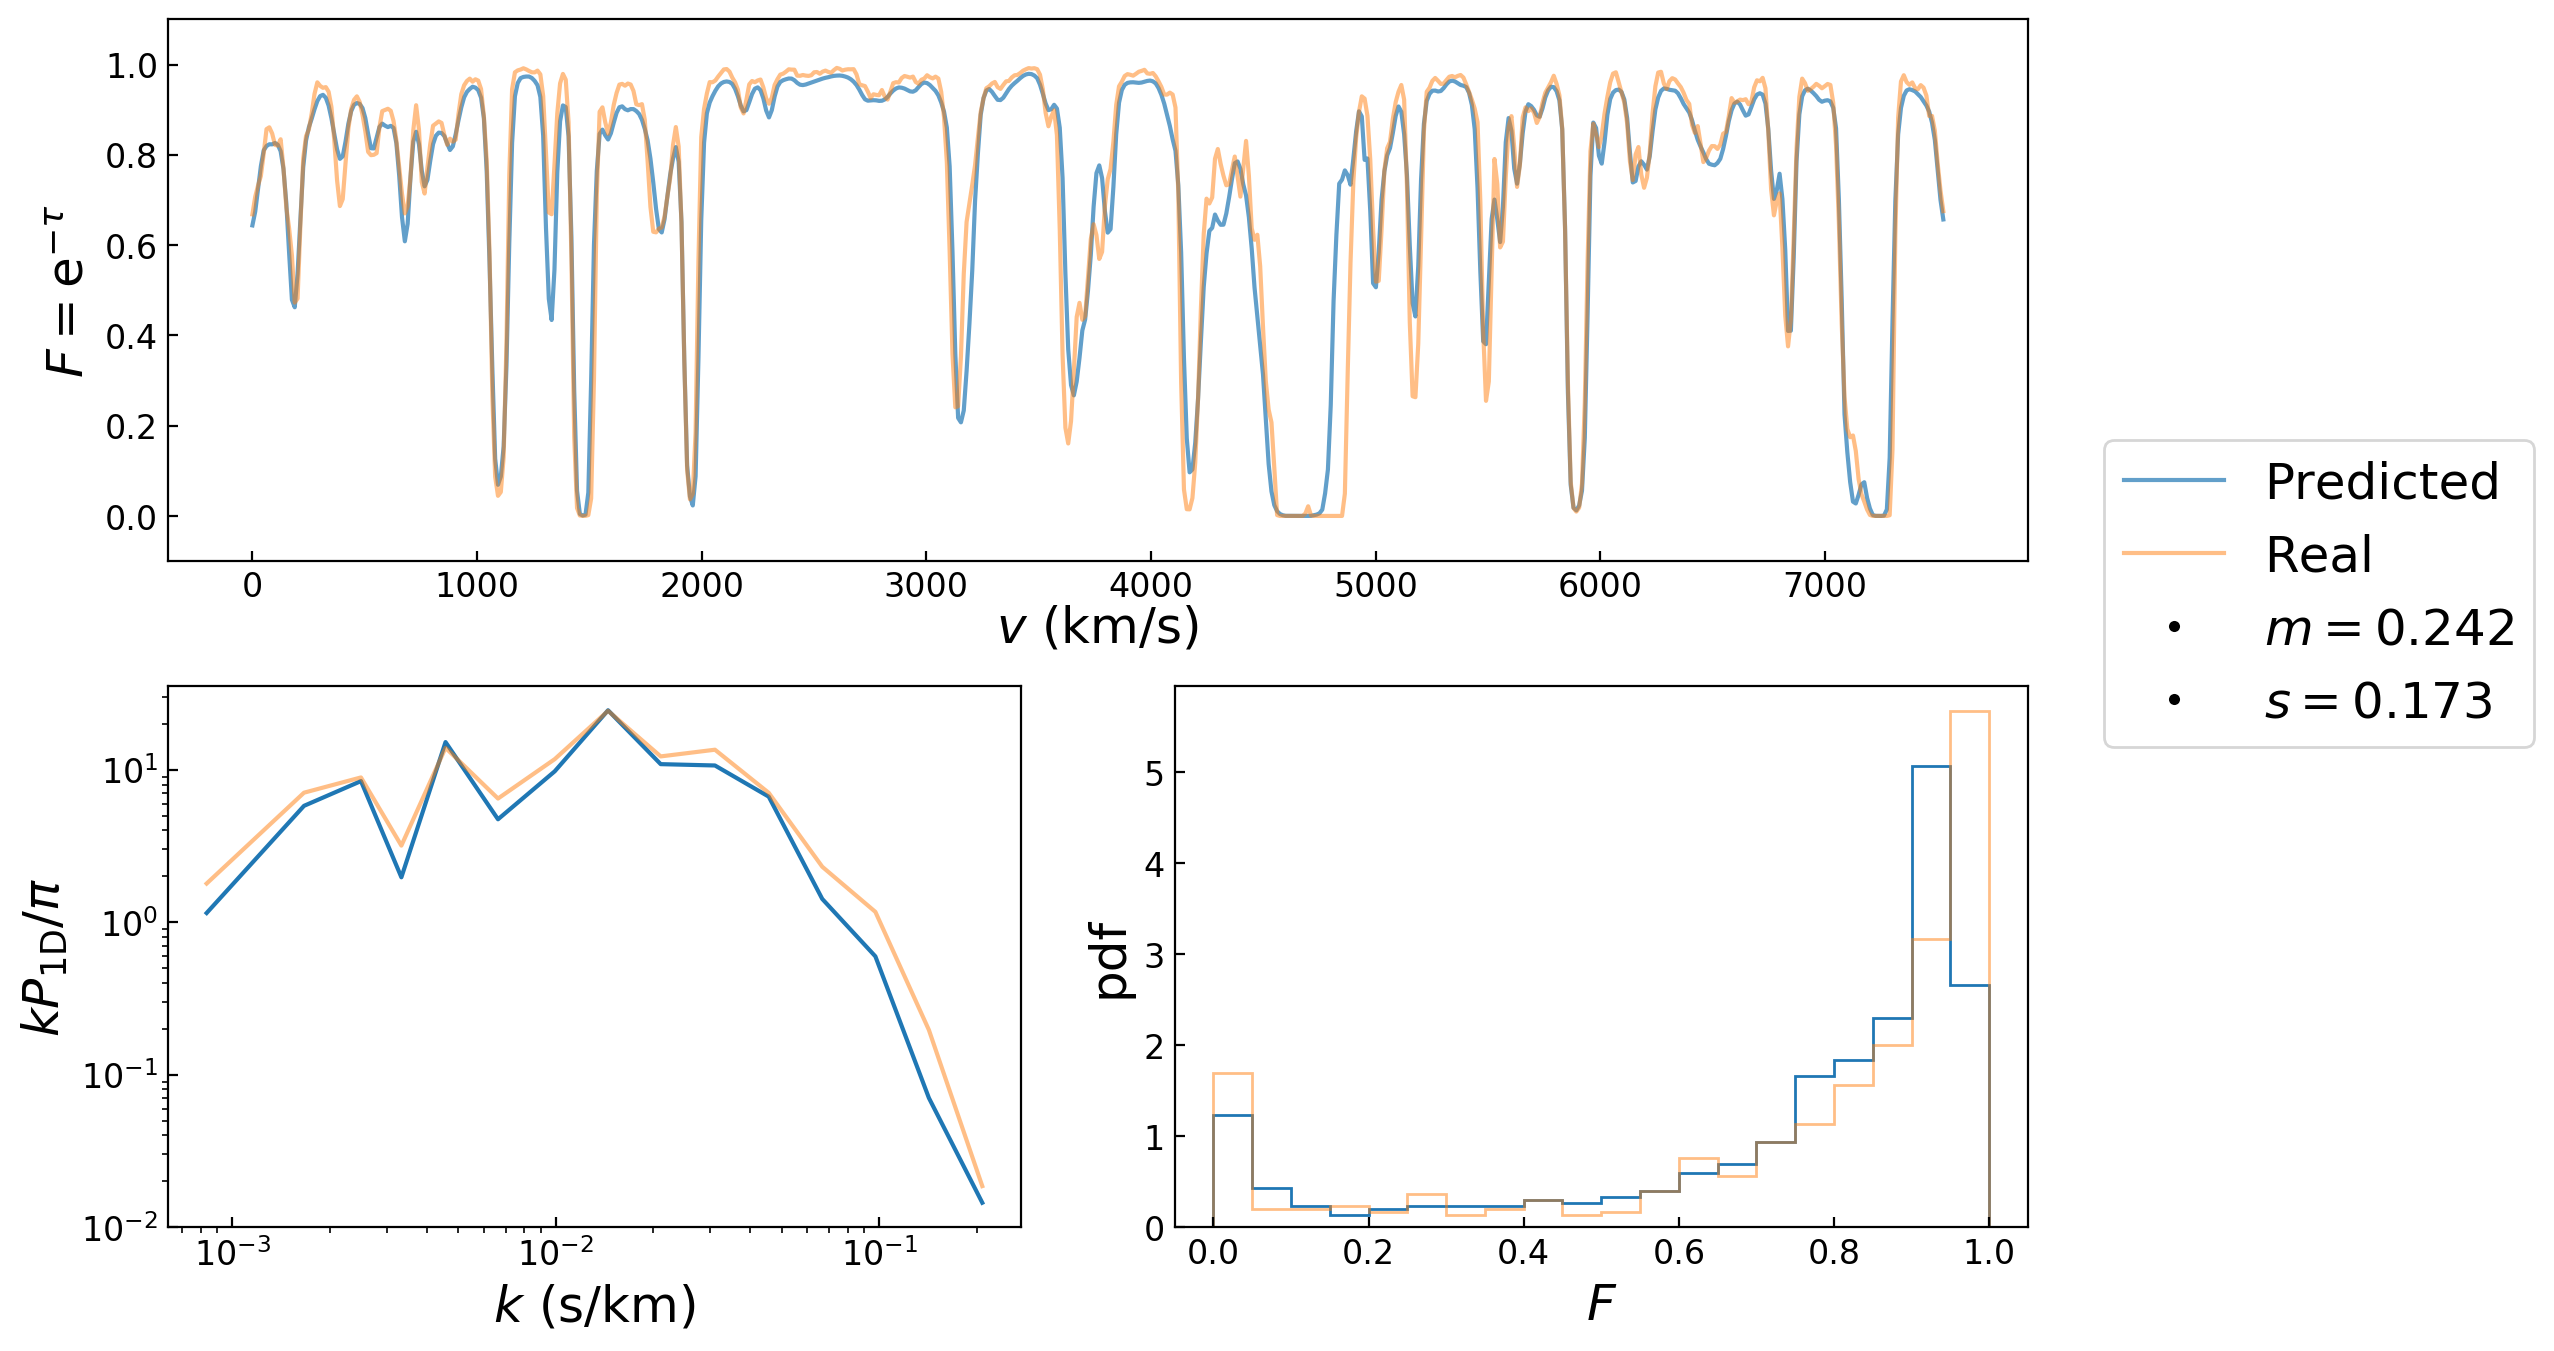 F = e^{−τ}
1.0
0.8
0.6
0.4
0.2
0.0
0 1000 2000 3000 4000 5000 6000 7000
v (km/s)
Predicted
Real
m = 0.242
s = 0.173
kP_{1D}/π
10^1
10^0
10^{−1}
10^{−2}
10^{−3} 10^{−2} 10^{−1}
k (s/km)
pdf
5
4
3
2
1
0
0.0 0.2 0.4 0.6 0.8 1.0
F